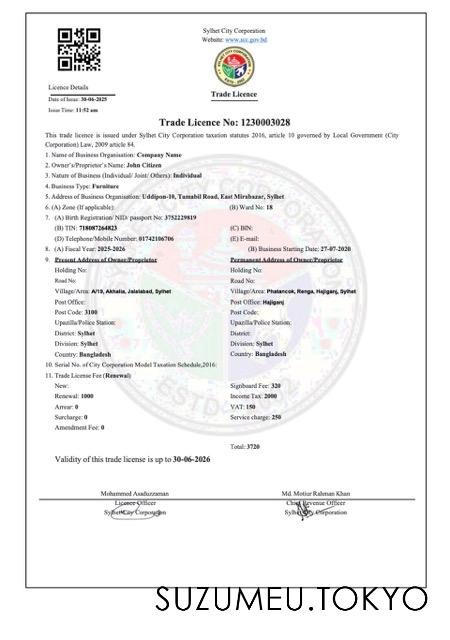 Sylhet City Corporation
Website: www.scc.gov.bd
Trade Licence
Licence Details
Date of Issue: 30-06-2025
Issue Time: 11:52 am
Trade Licence No: 1230003028
This trade licence is issued under Sylhet City Corporation taxation statutes 2016, article 10 governed by Local Government (City
Corporation) Law, 2009 article 84.
1. Name of Business Organisation: Company Name
2. Owner's/Proprietor's Name: John Citizen
3. Nature of Business (Individual/ Joint/ Others): Individual
4. Business Type: Furniture
5. Address of Business Organisation: Uddipon-10, Tamabil Road, East Mirabazar, Sylhet
6. (A) Zone (If applicable): (B) Ward No: 18
7. (A) Birth Registration/ NID/ passport No: 3752229819
(B) TIN: 718087264823 (C) BIN:
(D) Telephone/Mobile Number: 01742106706 (E) E-mail:
8. (A) Fiscal Year: 2025-2026 (B) Business Starting Date: 27-07-2020
9. Present Address of Owner/Proprietor Permanent Address of Owner/Proprietor
Holding No: Holding No:
Road No: Road No:
Village/Area: A/19, Akhalia, Jalalabad, Sylhet Village/Area: Phatancok, Renga, Hajiganj, Sylhet
Post Office: Post Office: Hajiganj
Post Code: 3100 Post Code:
Upazilla/Police Station: Upazilla/Police Station:
District: Sylhet District:
Division: Sylhet Division: Sylhet
Country: Bangladesh Country: Bangladesh
10. Serial No. of City Corporation Model Taxation Schedule,2016:
11. Trade License Fee (Renewal)
New: Signboard Fee: 320
Renewal: 1000 Income Tax: 2000
Arrear: 0 VAT: 150
Surcharge: 0 Service charge: 250
Amendment Fee: 0
Total: 3720
Validity of this trade license is up to 30-06-2026
Mohammed Asaduzzaman Md. Motiur Rahman Khan
Licence Officer Chief Revenue Officer
Sylhet City Corporation Sylhet City Corporation
SUZUMEU.TOKYO